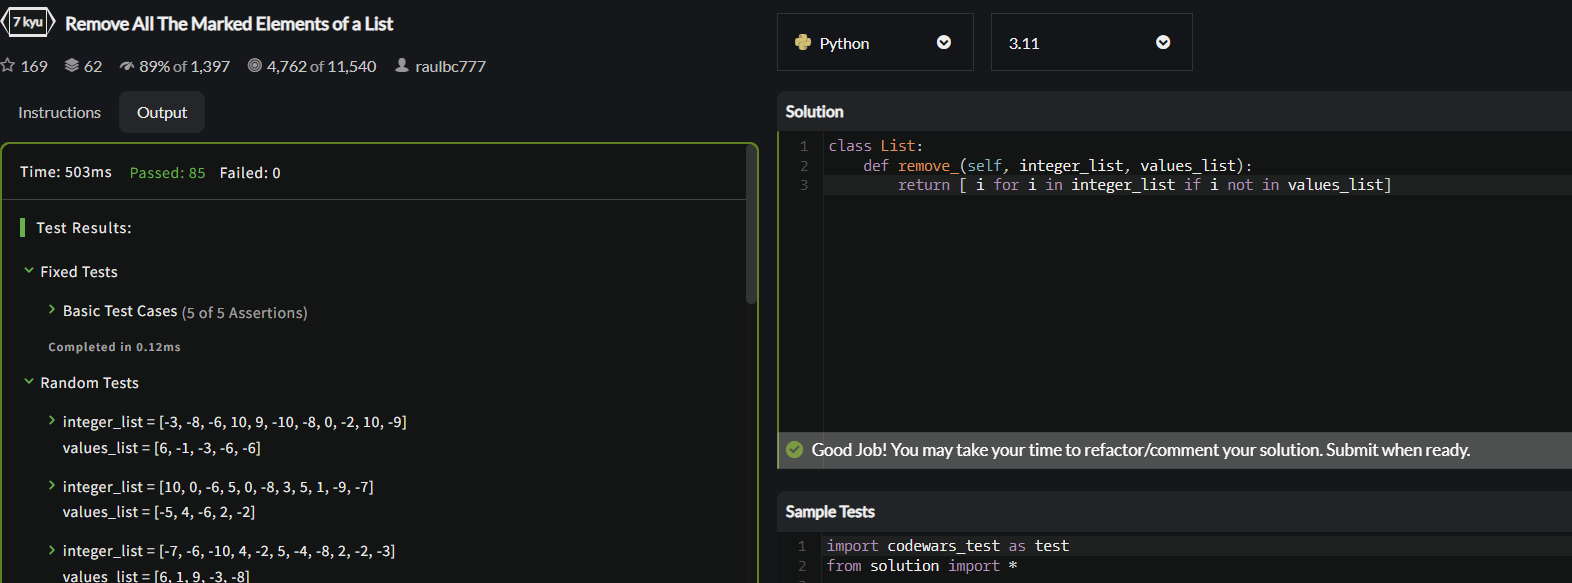 7 kyu Remove All The Marked Elements of a List
169 62 89% of 1,397 4,762 of 11,540 raulbc777
Instructions Output
Time: 503ms Passed: 85 Failed: 0
Test Results:
Fixed Tests
Basic Test Cases (5 of 5 Assertions)
Completed in 0.12ms
Random Tests
integer_list = [-3, -8, -6, 10, 9, -10, -8, 0, -2, 10, -9]
values_list = [6, -1, -3, -6, -6]
integer_list = [10, 0, -6, 5, 0, -8, 3, 5, 1, -9, -7]
values_list = [-5, 4, -6, 2, -2]
integer_list = [-7, -6, -10, 4, -2, 5, -4, -8, 2, -2, -3]
values_list = [6, 1, 9, -3, -8]
Python 3.11
Solution
1 class List:
2 def remove_(self, integer_list, values_list):
3 return [ i for i in integer_list if i not in values_list]
Good Job! You may take your time to refactor/comment your solution. Submit when ready.
Sample Tests
1 import codewars_test as test
2 from solution import *